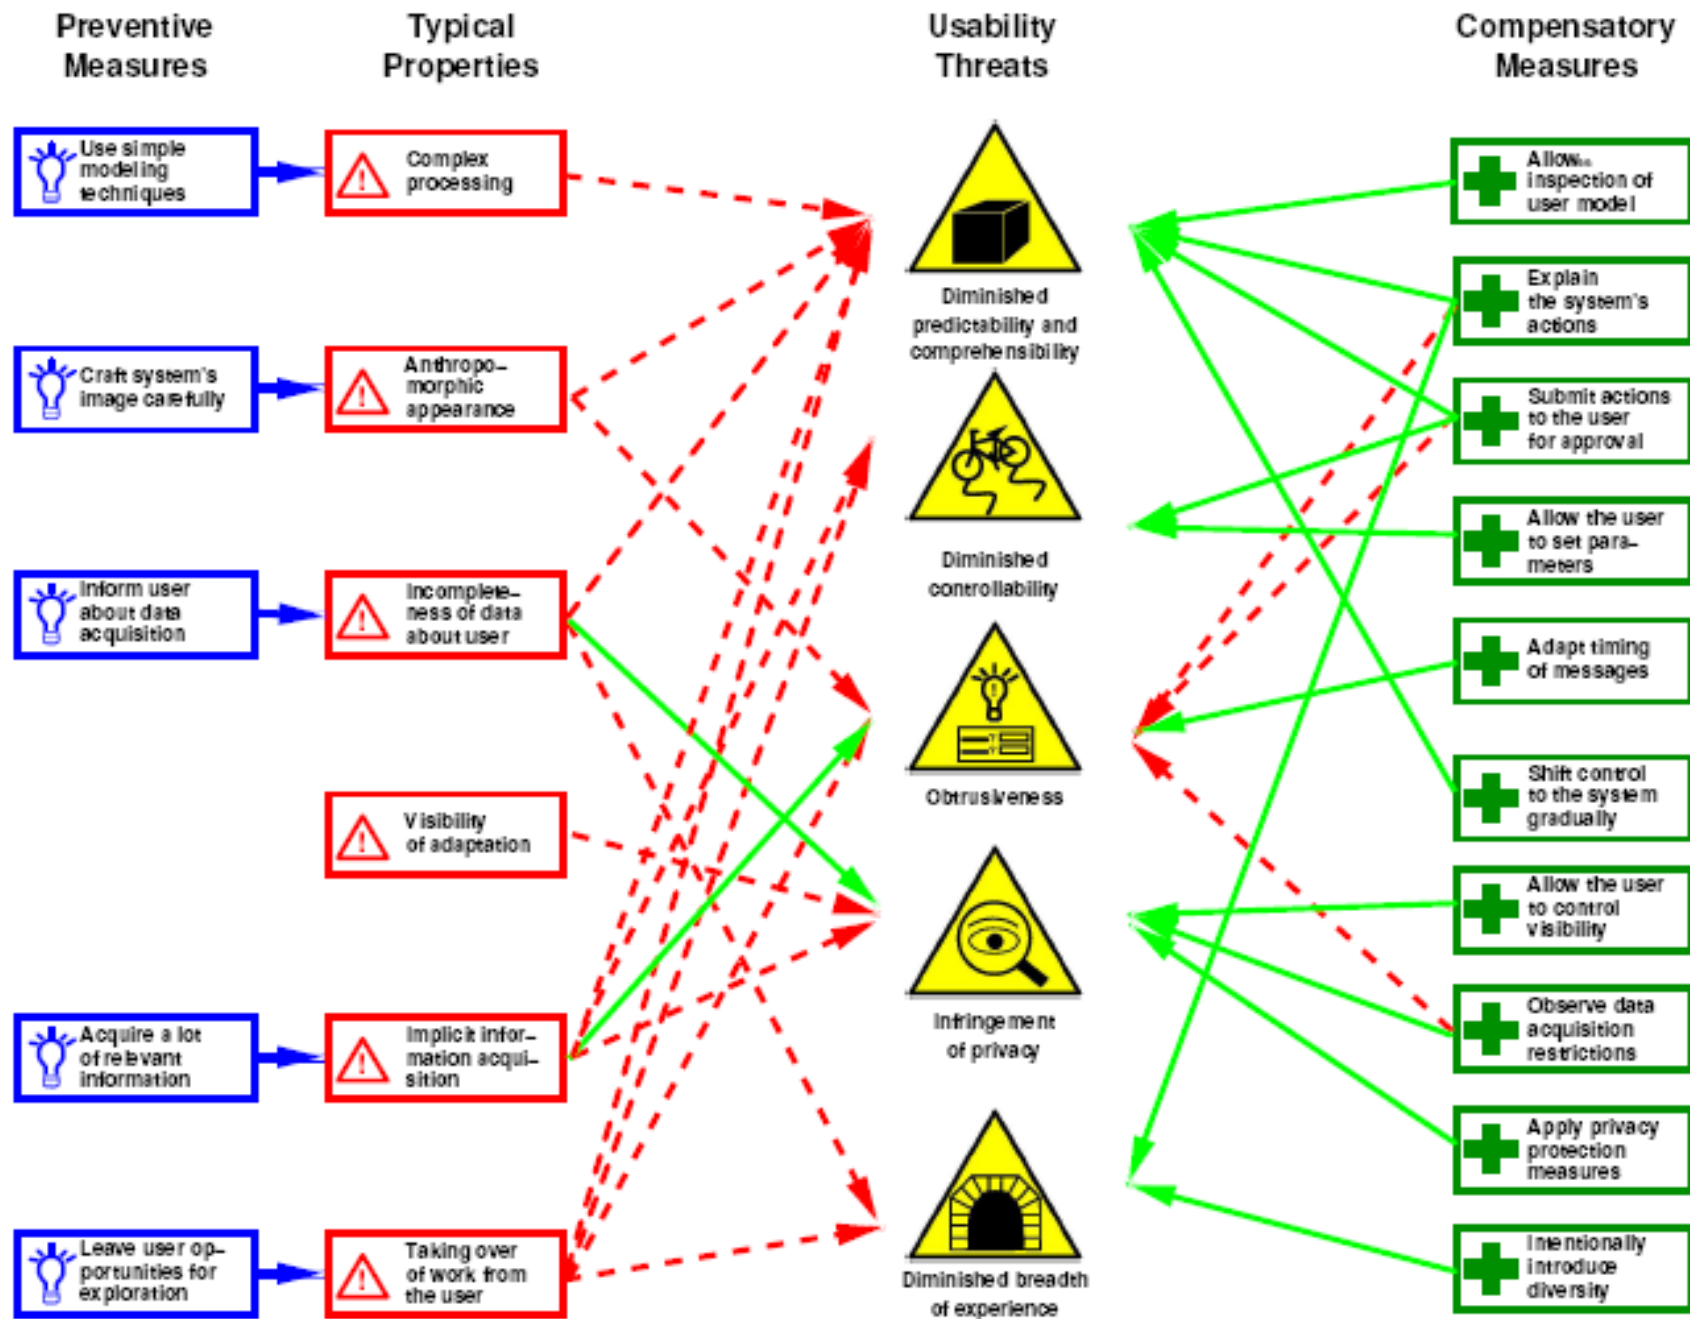 Preventive
Measures
Typical
Properties
Usability
Threats
Compensatory
Measures
Use simple
modeling
techniques
Craft system's
image carefully
Inform user
about data
acquisition
Acquire a lot
of relevant
information
Leave user op–
portunities for
exploration
Complex
processing
Anthropo–
morphic
appearance
Incomplete–
ness of data
about user
Visibility
of adaptation
Implicit infor–
mation acqui–
sition
Taking over
of work from
the user
Diminished
predictability and
comprehensibility
Diminished
controllability
Obtrusiveness
Infringement
of privacy
Diminished breadth
of experience
Allow
inspection of
user model
Explain
the system's
actions
Submit actions
to the user
for approval
Allow the user
to set para–
meters
Adapt timing
of messages
Shift control
to the system
gradually
Allow the user
to control
visibility
Observe data
acquisition
restrictions
Apply privacy
protection
measures
Intentionally
introduce
diversity